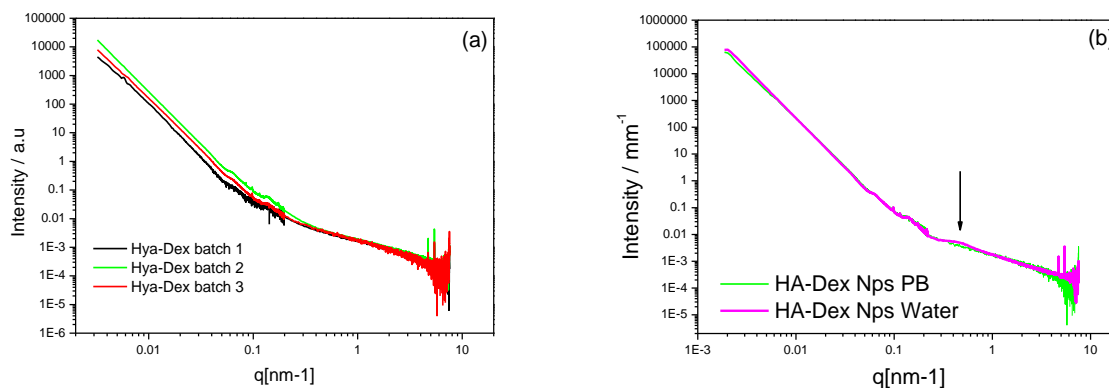 (a)
Intensity / a.u
100000
10000
1000
100
10
1
0.1
0.01
1E-3
1E-4
1E-5
1E-6
Hya-Dex batch 1
Hya-Dex batch 2
Hya-Dex batch 3
0.01 0.1 1 10
q[nm-1]
(b)
Intensity / mm-1
100000
10000
1000
100
10
1
0.1
0.01
1E-3
1E-4
1E-5
HA-Dex Nps PB
HA-Dex Nps Water
1E-3 0.01 0.1 1 10
q[nm-1]